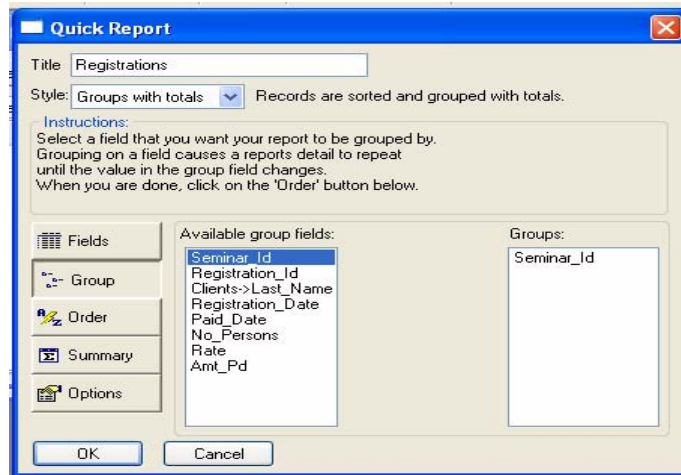 Quick Report
Title Registrations
Style: Groups with totals Records are sorted and grouped with totals.
Instructions:
Select a field that you want your report to be grouped by.
Grouping on a field causes a reports detail to repeat
until the value in the group field changes.
When you are done, click on the 'Order' button below.
Fields
Group
Order
Summary
Options
Available group fields:
Seminar_Id
Registration_Id
Clients->Last_Name
Registration_Date
Paid_Date
No_Persons
Rate
Amt_Pd
Groups:
Seminar_Id
OK Cancel